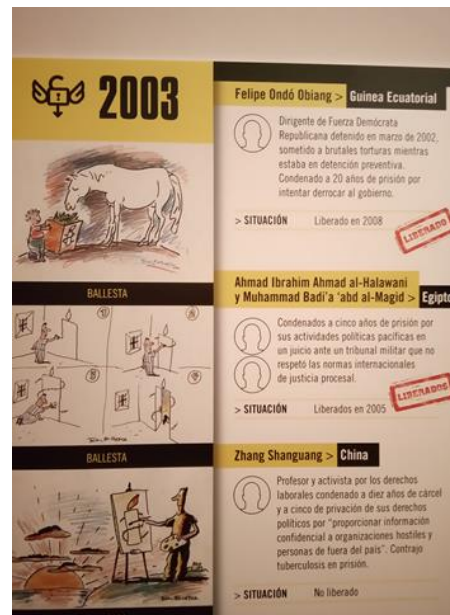 2003
BALLESTA
BALLESTA
Felipe Ondó Obiang > Guinea Ecuatorial
Dirigente de Fuerza Demócrata
Republicana detenido en marzo de 2002,
sometido a brutales torturas mientras
estaba en detención preventiva.
Condenado a 20 años de prisión por
intentar derrocar al gobierno.
> SITUACIÓN Liberado en 2008
LIBERADO
Ahmad Ibrahim Ahmad al-Halawani
y Muhammad Badi'a 'abd al-Magid > Egipto
Condenados a cinco años de prisión por
sus actividades políticas pacíficas en
un juicio ante un tribunal militar que no
respetó las normas internacionales
de justicia procesal.
> SITUACIÓN Liberados en 2005
LIBERADOS
Zhang Shanguang > China
Profesor y activista por los derechos
laborales condenado a diez años de cárcel
y a cinco de privación de sus derechos
políticos por "proporcionar información
confidencial a organizaciones hostiles y
personas de fuera del país". Contrajo
tuberculosis en prisión.
> SITUACIÓN No liberado